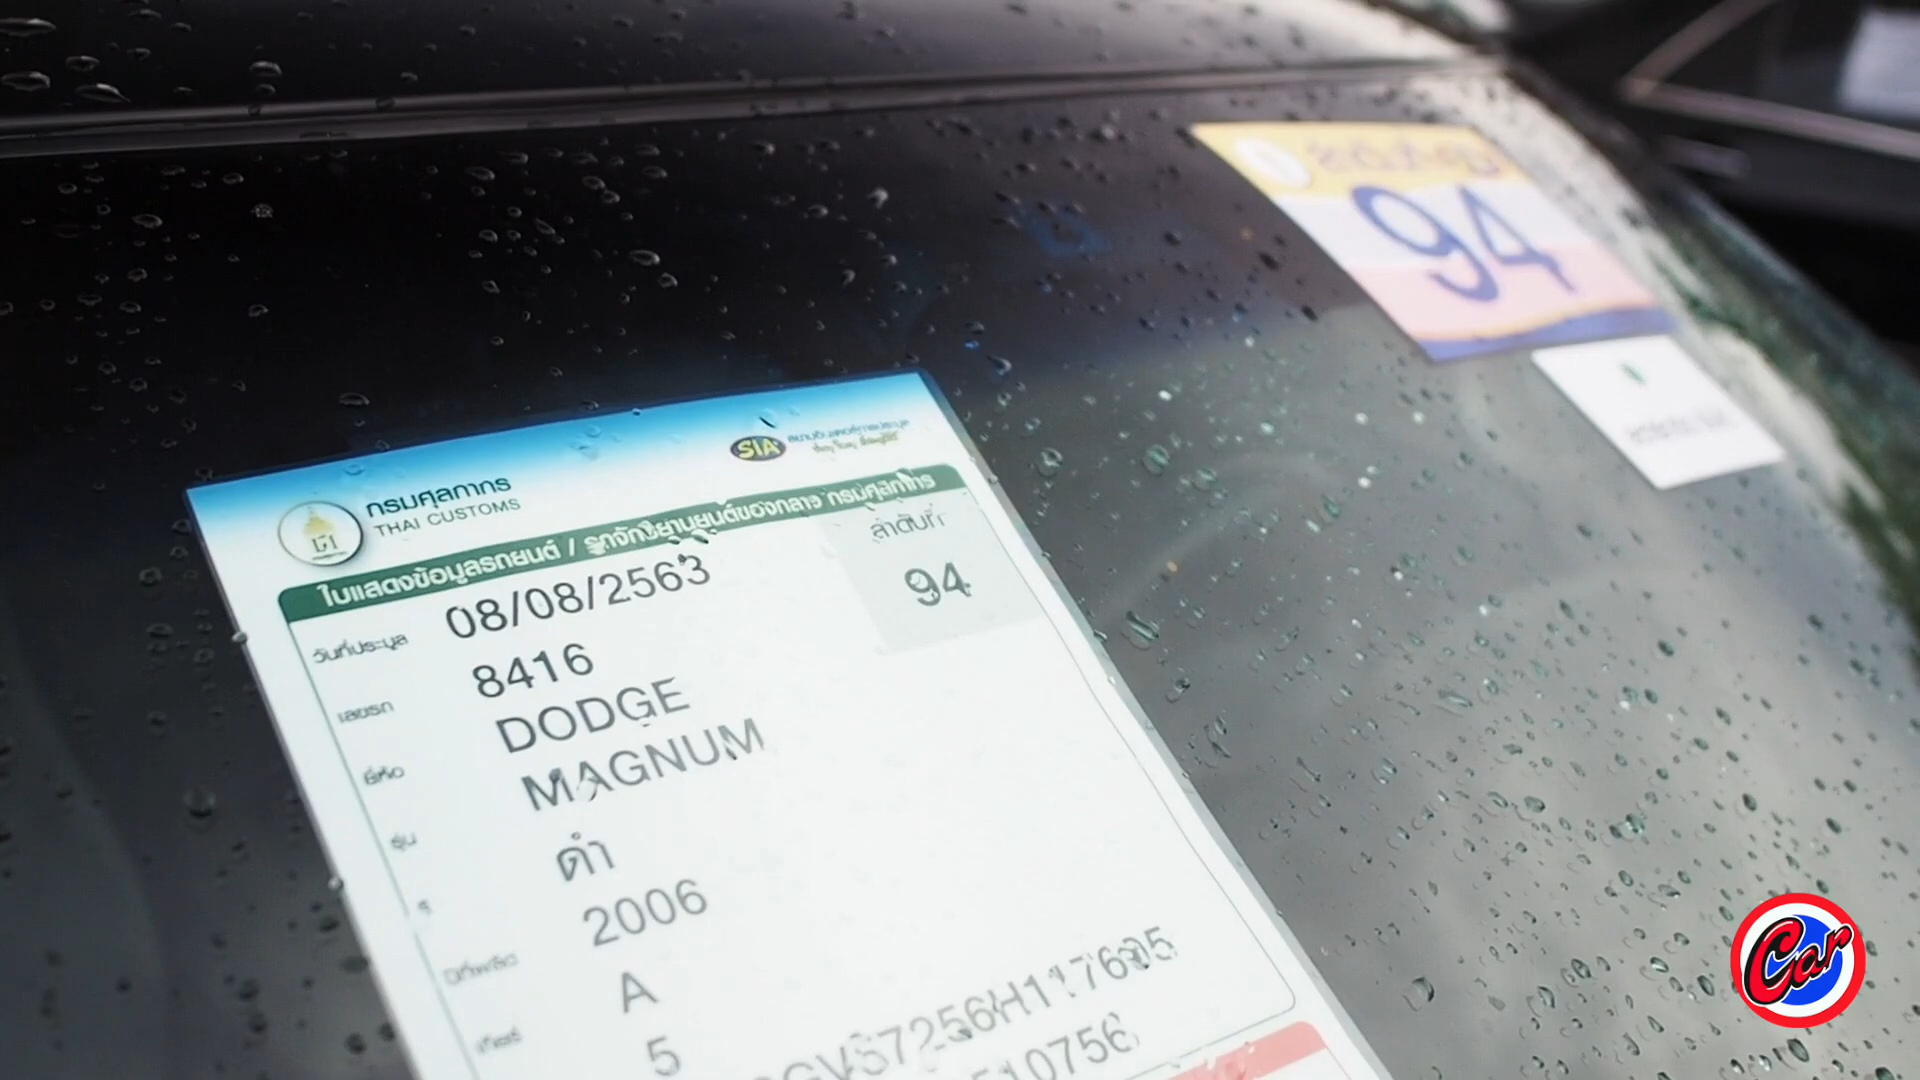 กรมศุลกากร
THAI CUSTOMS
SIA
ใบแสดงข้อมูลรถยนต์ / รถจักรยานยนต์ของกลาง กรมศุลกากร
วันที่ประมูล 08/08/2563
ลำดับที่
94
เลขรถ 8416
ยี่ห้อ DODGE
รุ่น MAGNUM
สี ดำ
ปีที่ผลิต 2006
เกียร์ A
5
94
Car